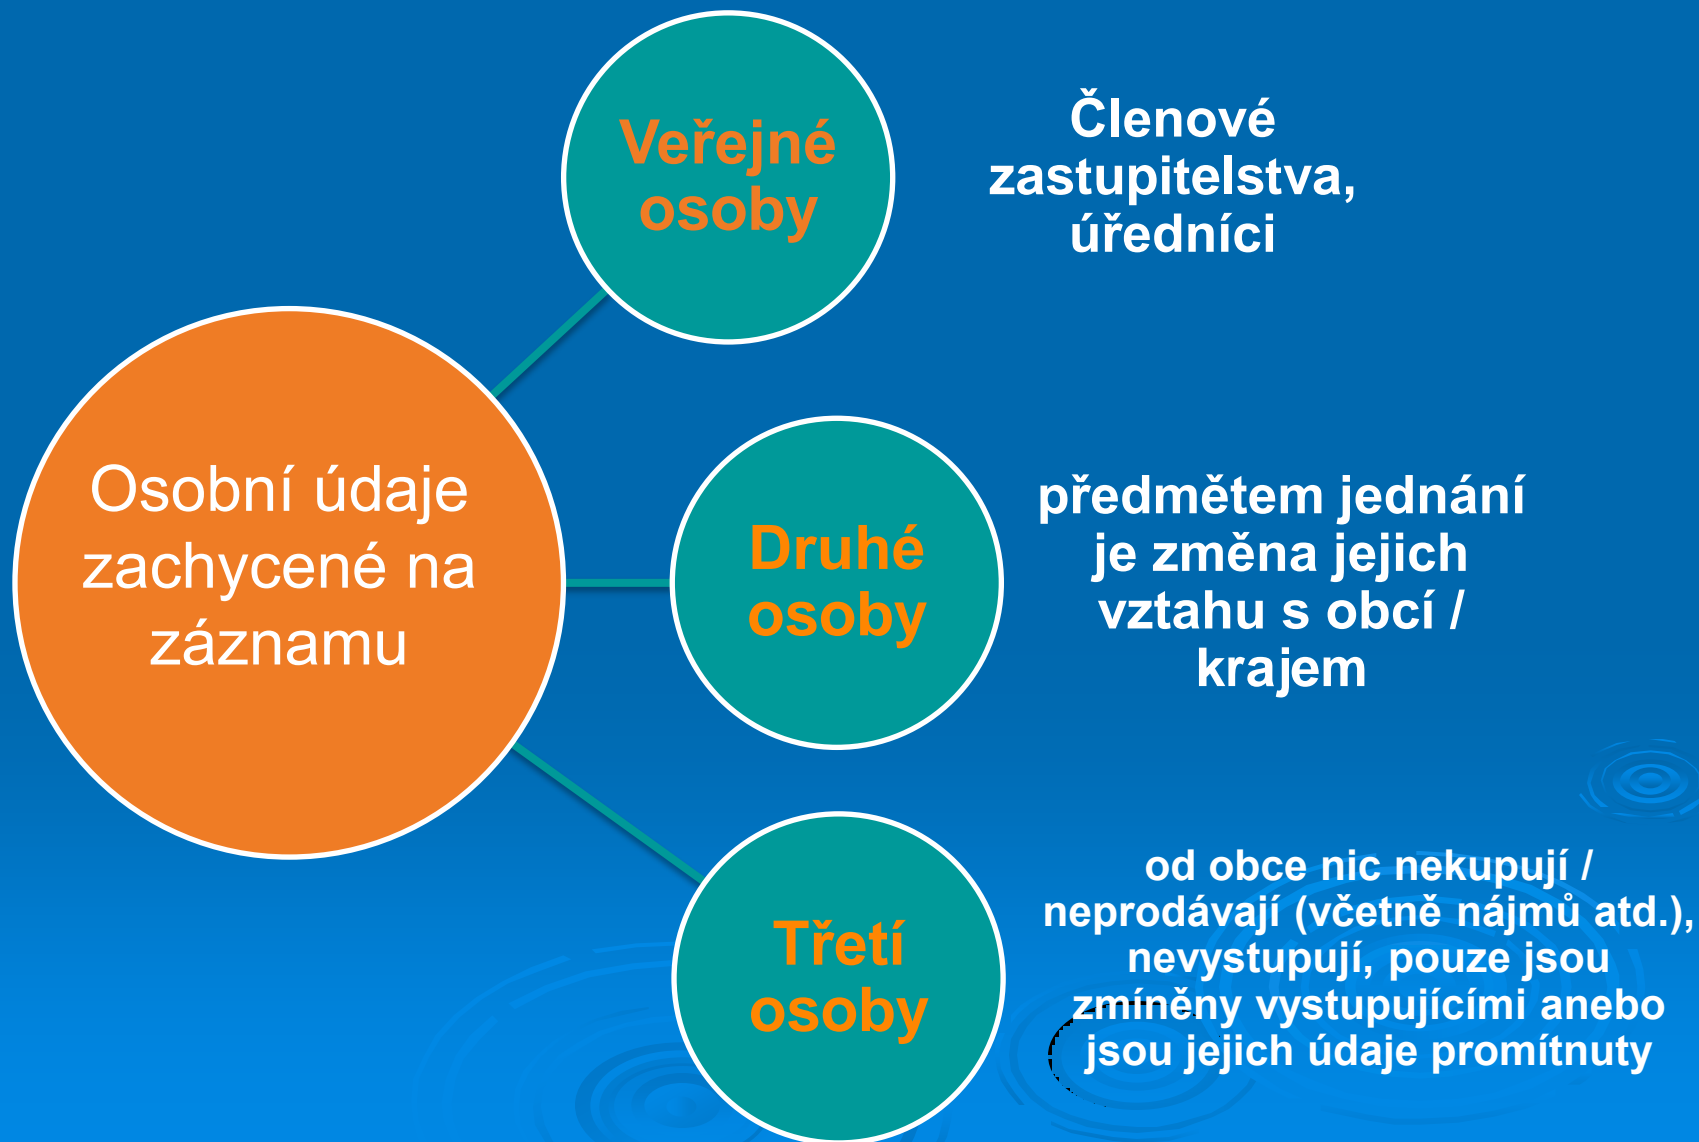 Osobní údaje
zachycené na
záznamu
Veřejné
osoby
Členové
zastupitelstva,
úředníci
Druhé
osoby
předmětem jednání
je změna jejich
vztahu s obcí /
krajem
Třetí
osoby
od obce nic nekupují /
neprodávají (včetně nájmů atd.),
nevystupují, pouze jsou
zmíněny vystupujícími anebo
jsou jejich údaje promítnuty